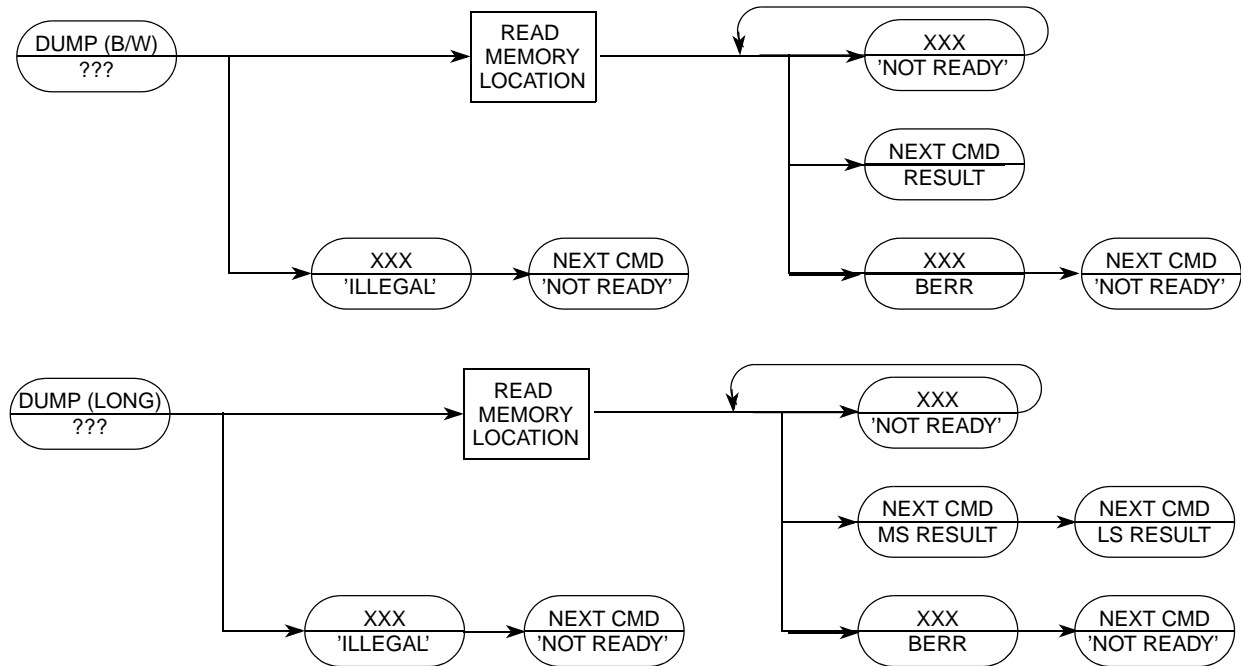 DUMP (B/W)
???
READ
MEMORY
LOCATION
XXX
'NOT READY'
NEXT CMD
RESULT
XXX
'ILLEGAL'
NEXT CMD
'NOT READY'
XXX
BERR
NEXT CMD
'NOT READY'
DUMP (LONG)
???
READ
MEMORY
LOCATION
XXX
'NOT READY'
NEXT CMD
MS RESULT
NEXT CMD
LS RESULT
XXX
'ILLEGAL'
NEXT CMD
'NOT READY'
XXX
BERR
NEXT CMD
'NOT READY'